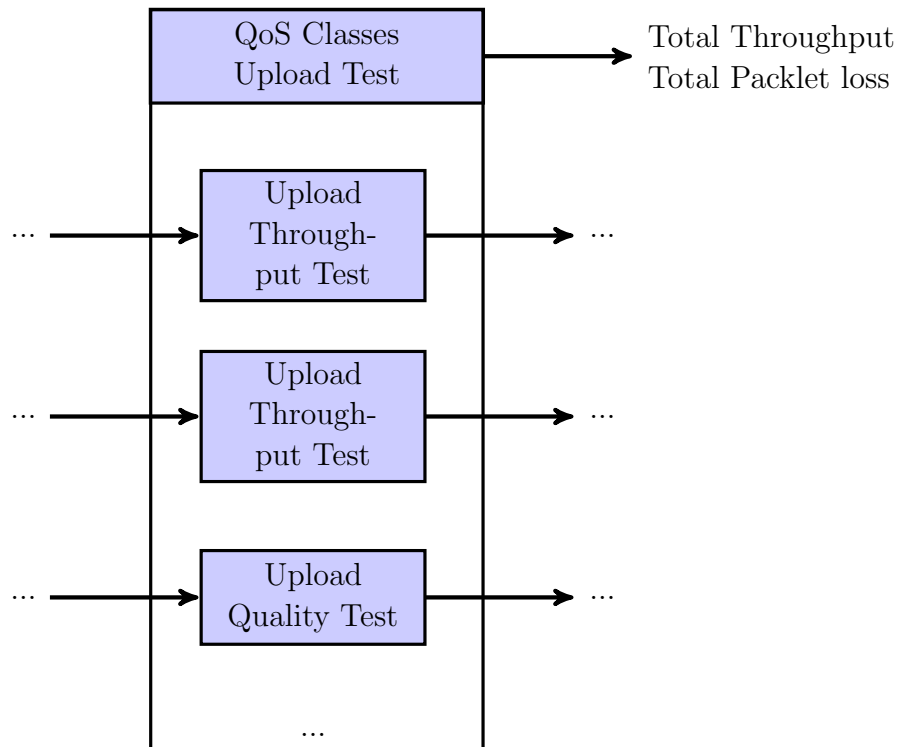 QoS Classes
Upload Test
Total Throughput
Total Packlet loss
Upload
Through-
put Test
...
...
Upload
Through-
put Test
...
...
Upload
Quality Test
...
...
...